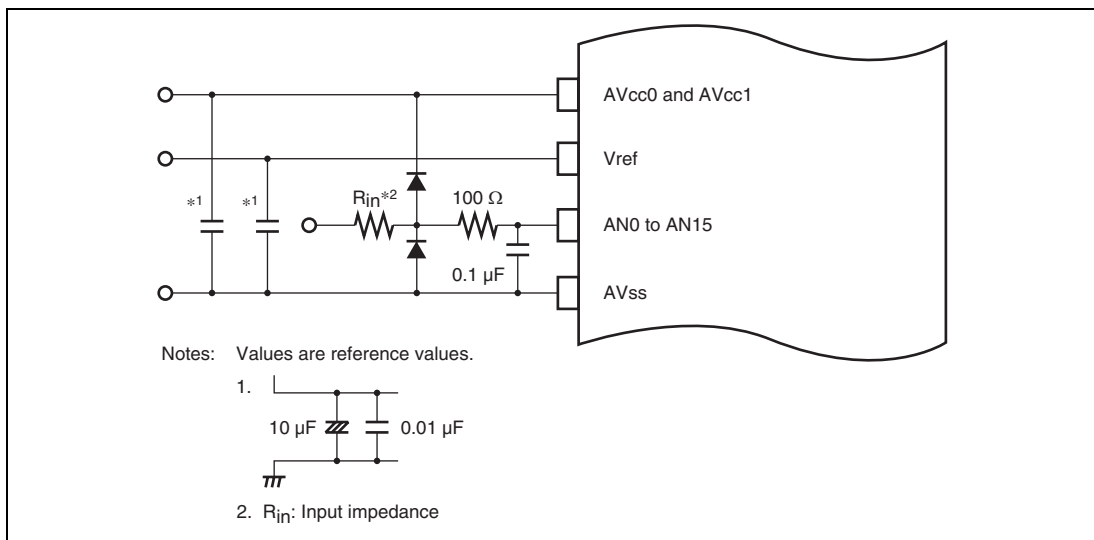 AVcc0 and AVcc1
Vref
*1
*1
Rin*2
100 Ω
AN0 to AN15
0.1 µF
AVss
Notes: Values are reference values.
1.
10 µF
0.01 µF
2. Rin: Input impedance